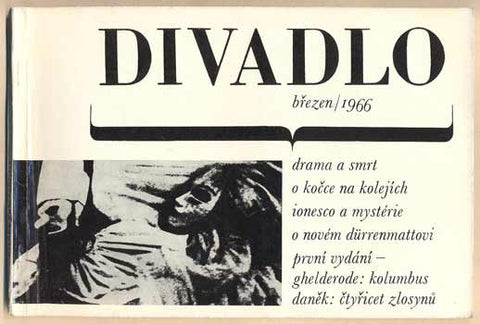 DIVADLO
březen/1966
drama a smrt
o kočce na kolejích
ionesco a mystérie
o novém dürrenmattovi
první vydání –
ghelderode: kolumbus
daněk: čtyřicet zlosynů